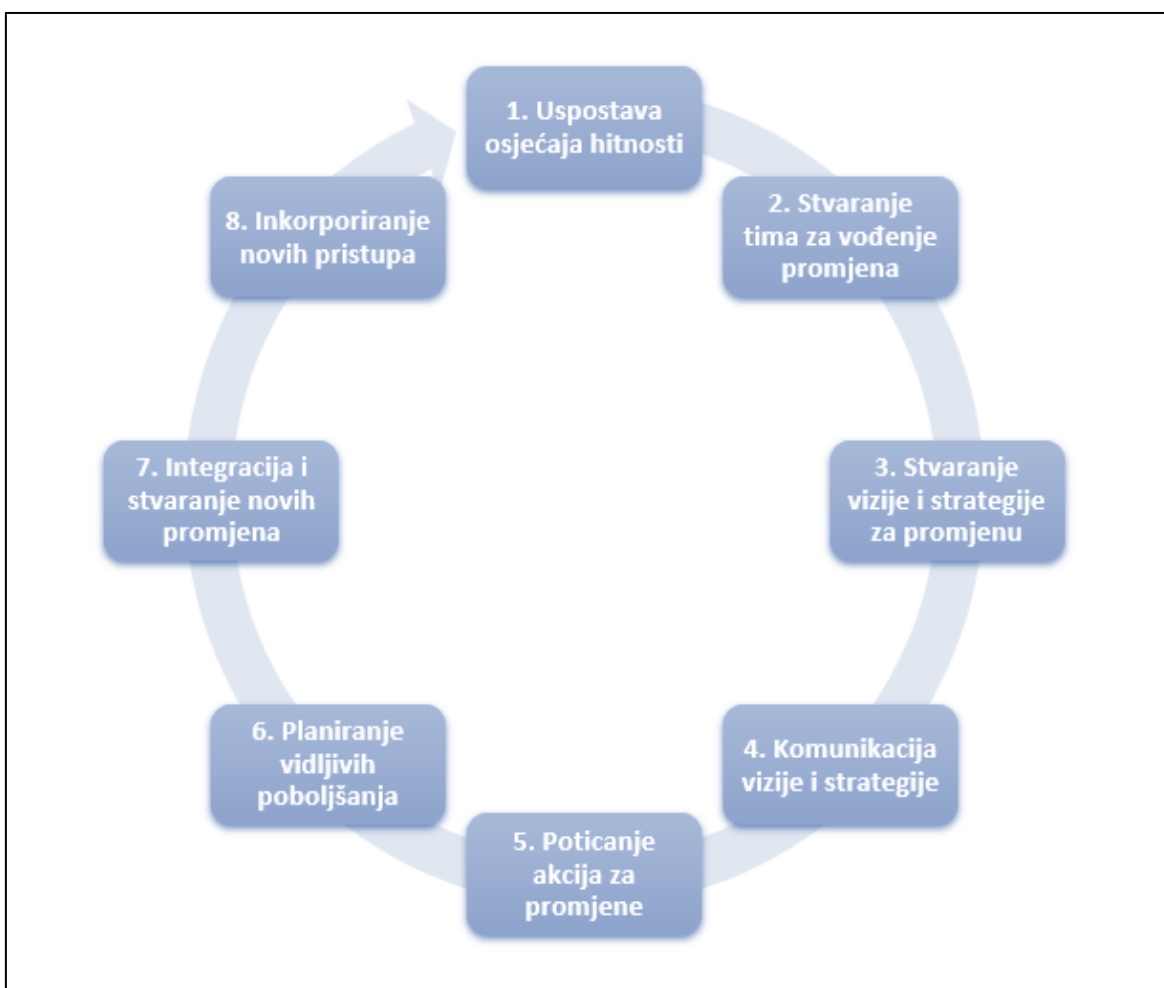 1. Uspostava
osjećaja hitnosti
2. Stvaranje
tima za vođenje
promjena
3. Stvaranje
vizije i strategije
za promjenu
4. Komunikacija
vizije i strategije
5. Poticanje
akcija za
promjene
6. Planiranje
vidljivih
poboljšanja
7. Integracija i
stvaranje novih
promjena
8. Inkorporiranje
novih pristupa